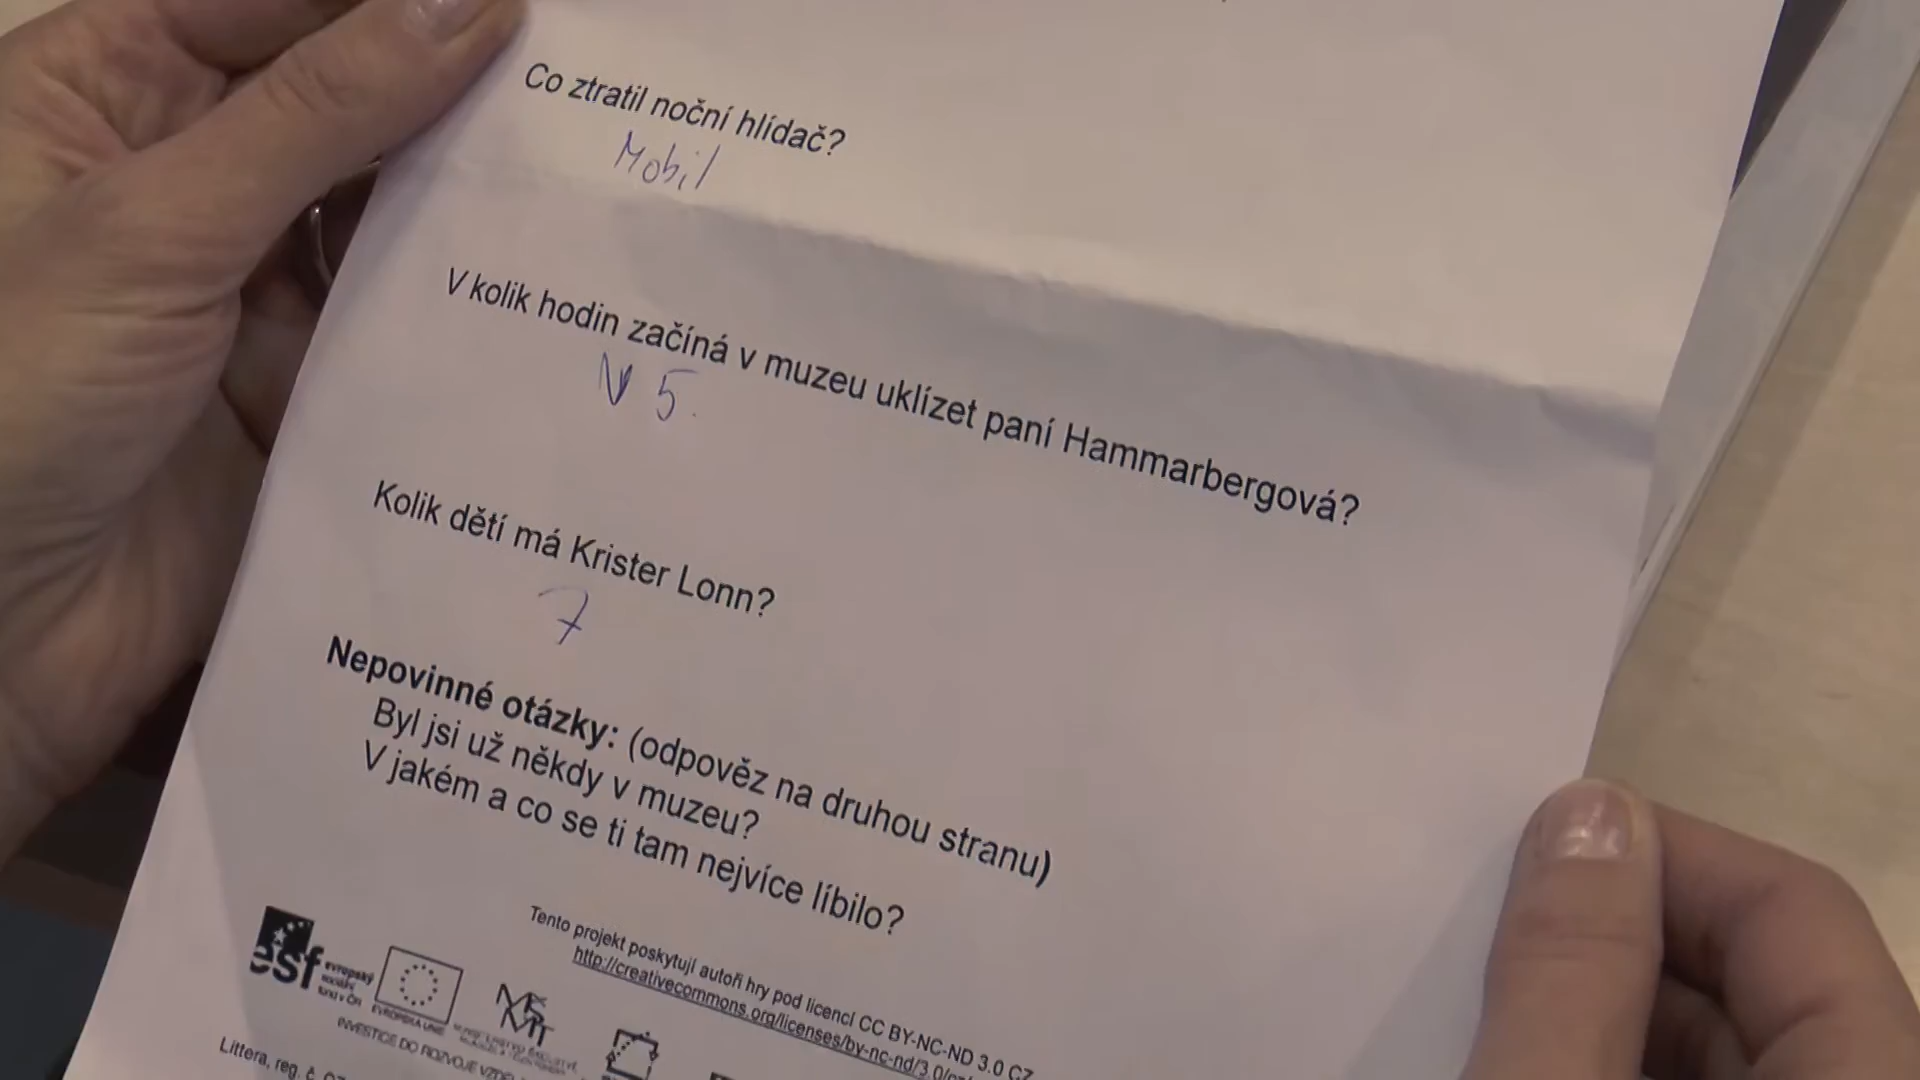 Co ztratil noční hlídač?
Mobil
V kolik hodin začíná v muzeu uklízet paní Hammarbergová?
V 5.
Kolik dětí má Krister Lonn?
7
Nepovinné otázky: (odpověz na druhou stranu)
Byl jsi už někdy v muzeu?
V jakém a co se ti tam nejvíce líbilo?
Tento projekt poskytují autoři hry pod licencí CC BY-NC-ND 3.0 CZ
http://creativecommons.org/licenses/by-nc-nd/3.0/cz/
esf
evropský
sociální
fond v ČR
EVROPSKÁ UNIE
INVESTICE DO ROZVOJE
Littera, reg. č.